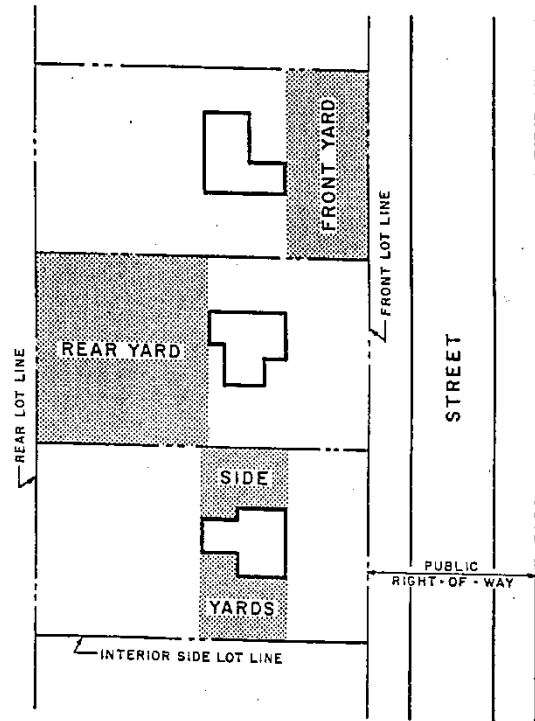 FRONT YARD
FRONT LOT LINE
REAR YARD
REAR LOT LINE
STREET
SIDE
YARDS
PUBLIC
RIGHT-OF-WAY
INTERIOR SIDE LOT LINE